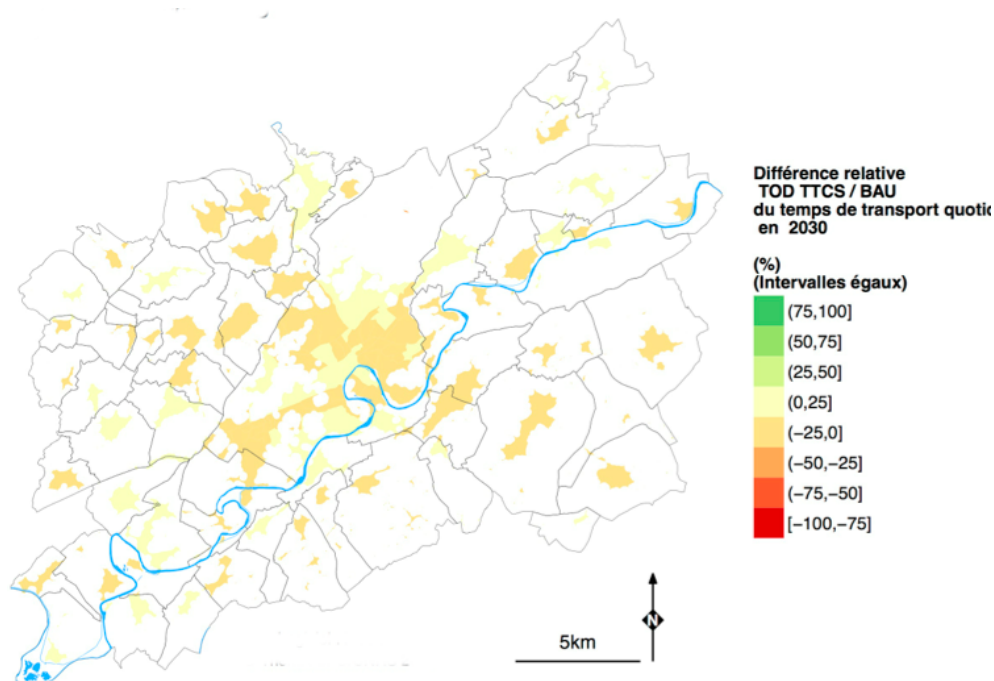 Différence relative
TOD TTCS / BAU
du temps de transport quotic
en 2030
(%)
(Intervalles égaux)
(75,100]
(50,75]
(25,50]
(0,25]
(−25,0]
(−50,−25]
(−75,−50]
[−100,−75]
N
5km